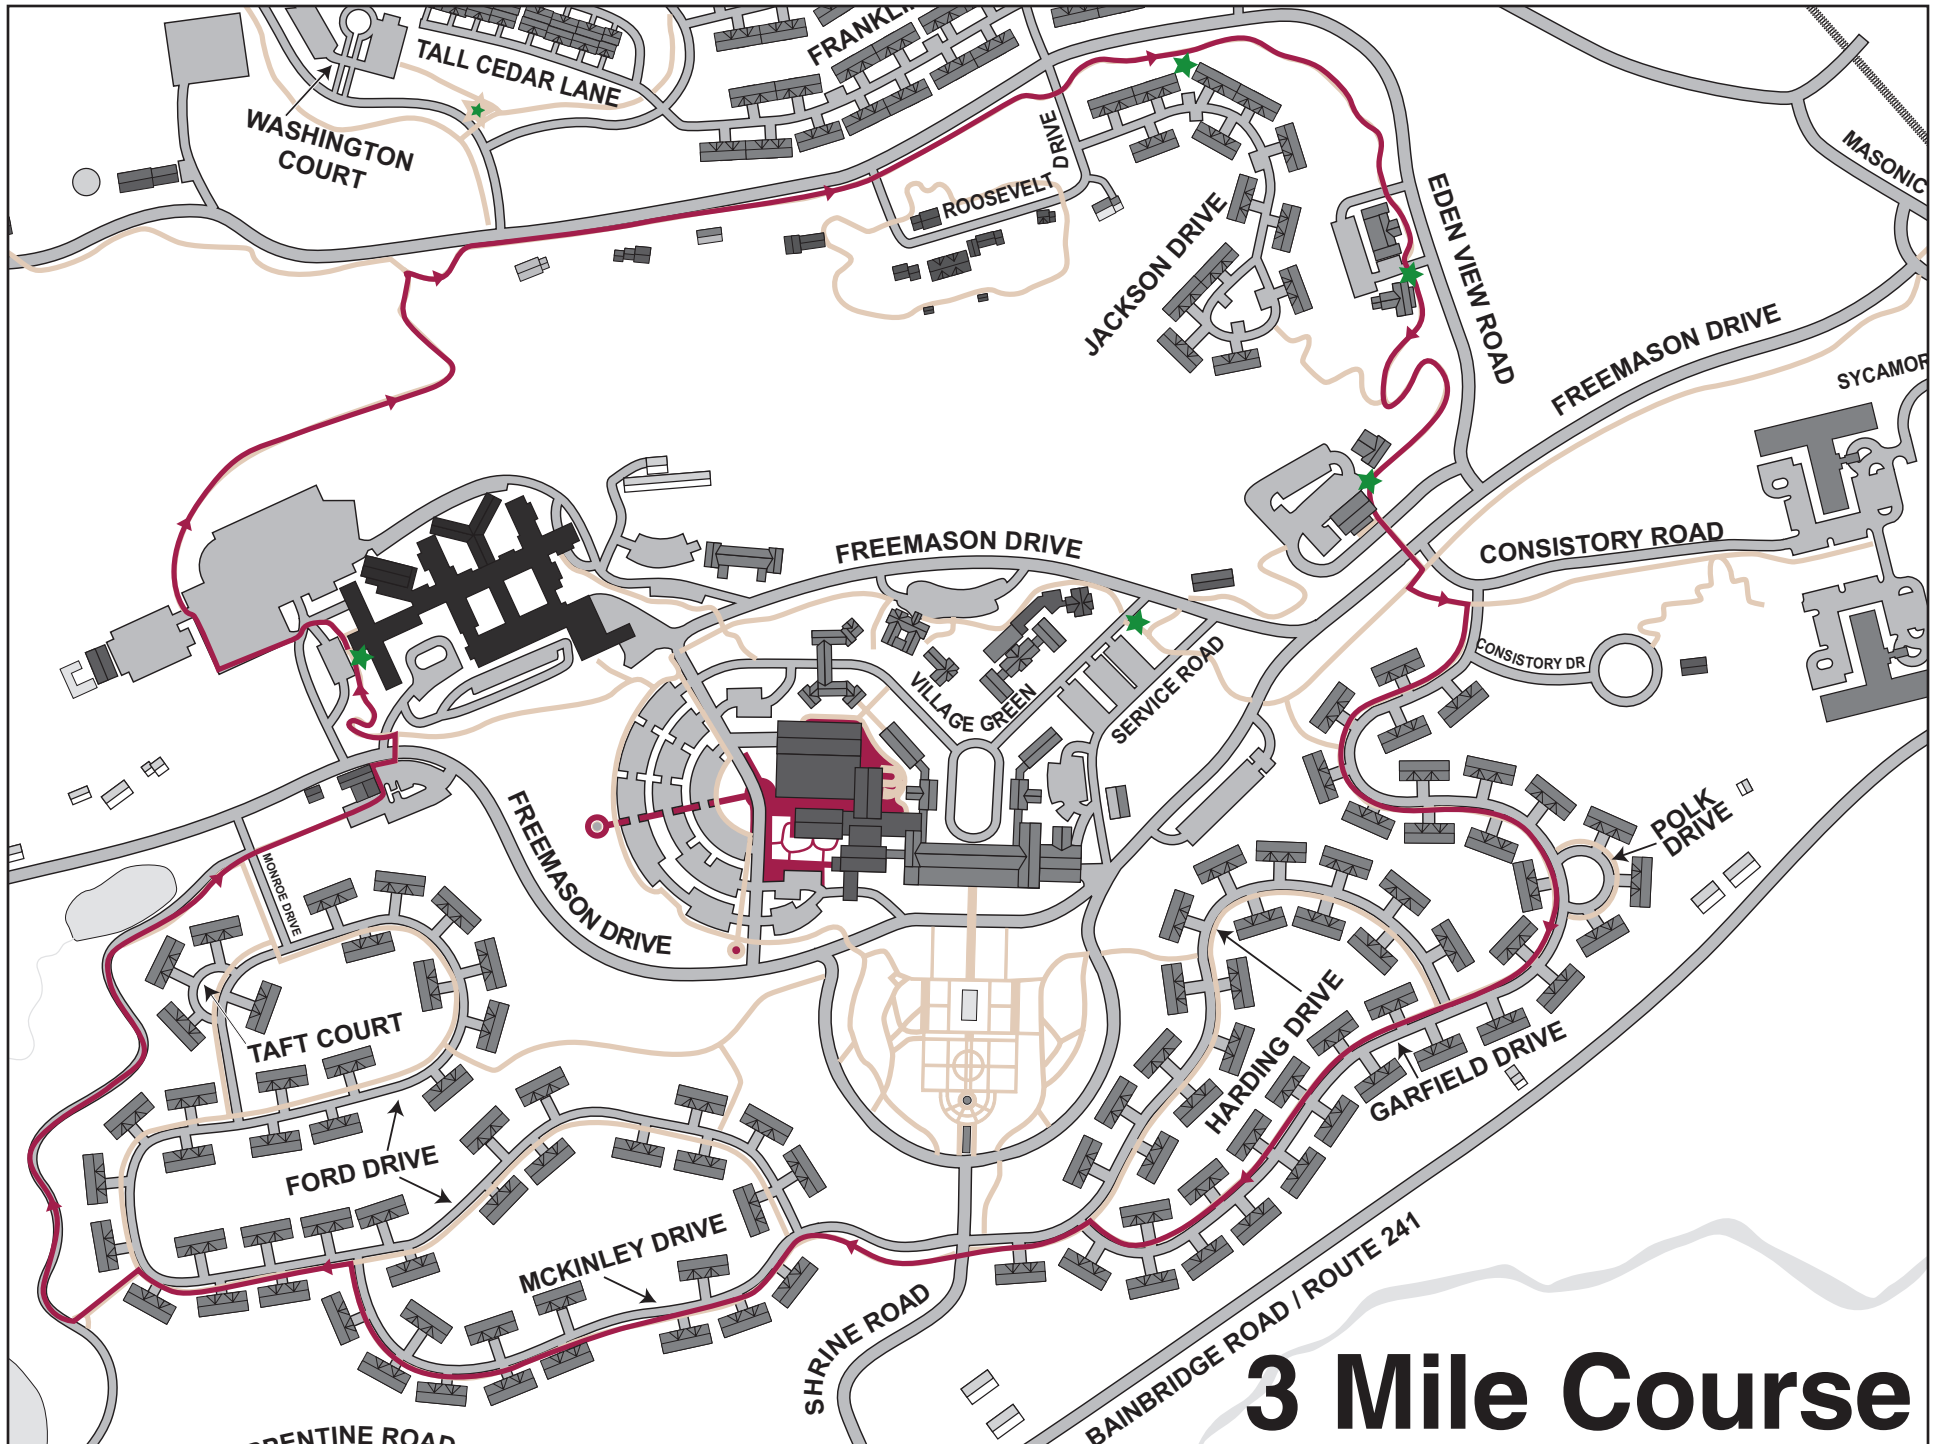 TALL CEDAR LANE
WASHINGTON
COURT
DRIVE
ROOSEVELT
JACKSON DRIVE
EDEN VIEW ROAD
MASONIC
FREEMASON DRIVE
FREEMASON DRIVE
CONSISTORY ROAD
CONSISTORY DR
VILLAGE GREEN
SERVICE ROAD
FREEMASON DRIVE
POLK
DRIVE
MONROE DRIVE
TAFT COURT
HARDING DRIVE
GARFIELD DRIVE
FORD DRIVE
MCKINLEY DRIVE
SHRINE ROAD
BAINBRIDGE ROAD / ROUTE 241
3 Mile Course
ROAD